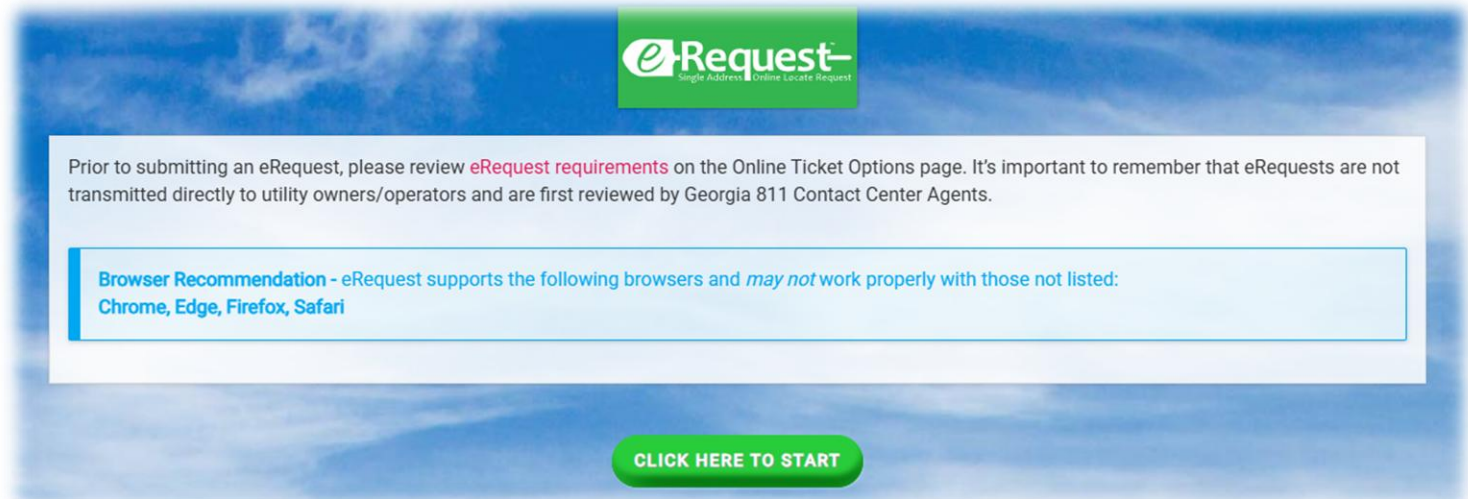 e-Request™
Single Address Online Locate Request
Prior to submitting an eRequest, please review eRequest requirements on the Online Ticket Options page. It's important to remember that eRequests are not
transmitted directly to utility owners/operators and are first reviewed by Georgia 811 Contact Center Agents.
Browser Recommendation - eRequest supports the following browsers and may not work properly with those not listed:
Chrome, Edge, Firefox, Safari
CLICK HERE TO START